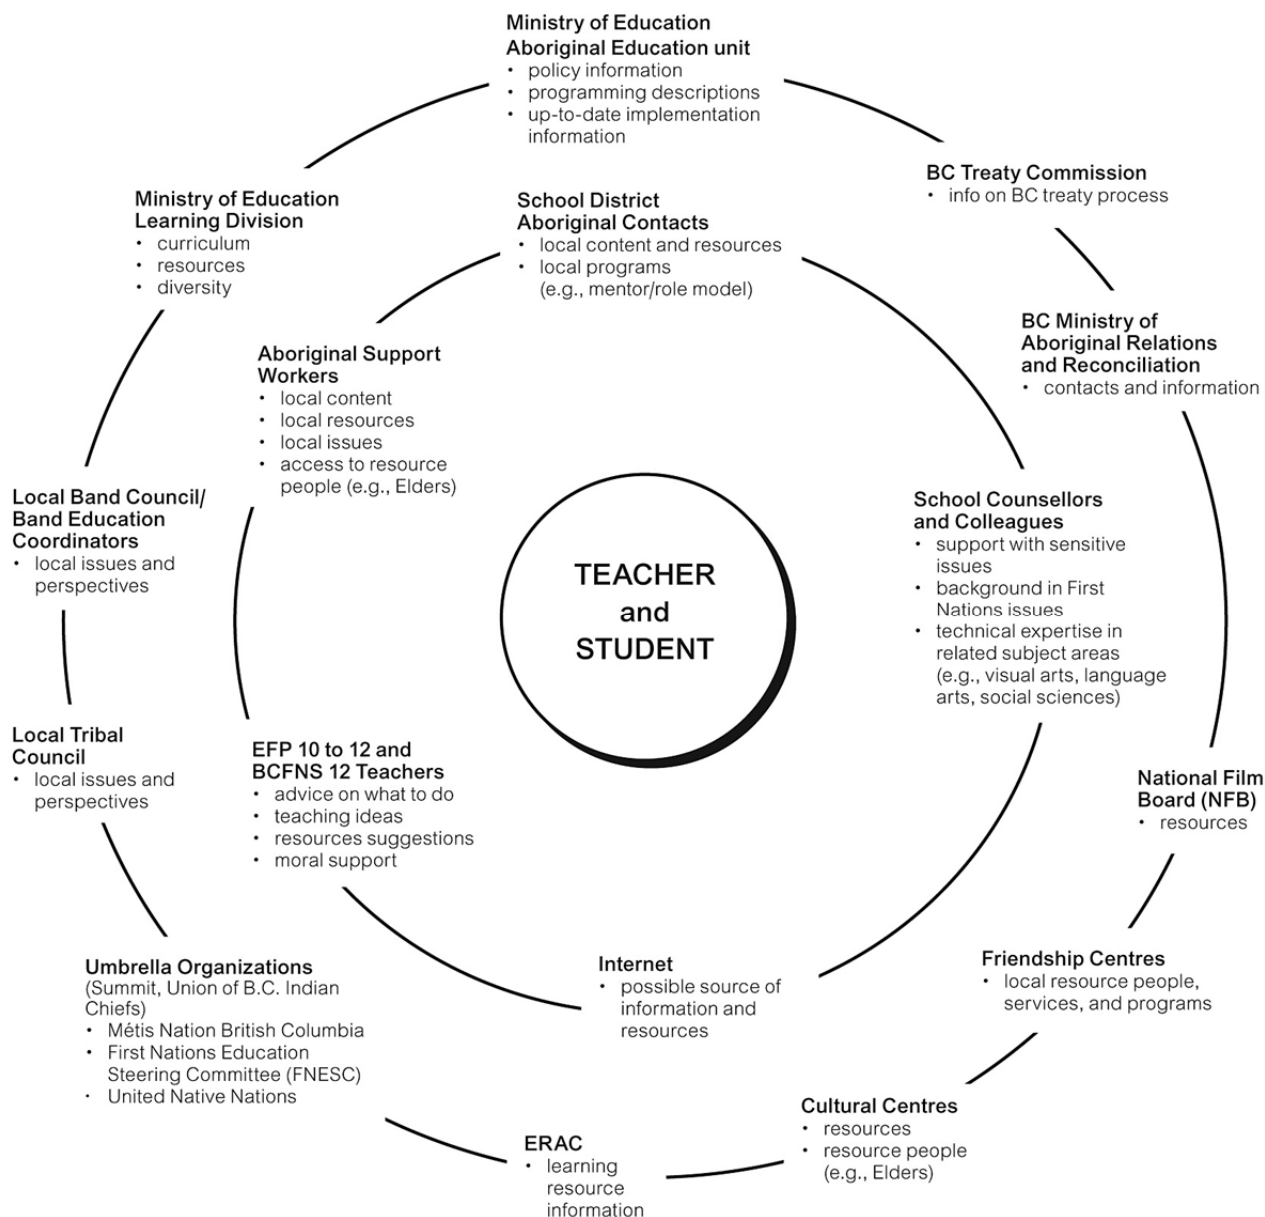 Ministry of Education
Aboriginal Education unit
• policy information
• programming descriptions
• up-to-date implementation
information
BC Treaty Commission
• info on BC treaty process
BC Ministry of
Aboriginal Relations
and Reconciliation
• contacts and information
National Film
Board (NFB)
• resources
Friendship Centres
• local resource people,
services, and programs
Cultural Centres
• resources
• resource people
(e.g., Elders)
ERAC
• learning
resource
information
Umbrella Organizations
(Summit, Union of B.C. Indian
Chiefs)
• Métis Nation British Columbia
• First Nations Education
Steering Committee (FNESC)
• United Native Nations
Local Tribal
Council
• local issues and
perspectives
Local Band Council/
Band Education
Coordinators
• local issues and
perspectives
Ministry of Education
Learning Division
• curriculum
• resources
• diversity
School District
Aboriginal Contacts
• local content and resources
• local programs
(e.g., mentor/role model)
School Counsellors
and Colleagues
• support with sensitive
issues
• background in First
Nations issues
• technical expertise in
related subject areas
(e.g., visual arts, language
arts, social sciences)
Internet
• possible source of
information and
resources
EFP 10 to 12 and
BCFNS 12 Teachers
• advice on what to do
• teaching ideas
• resources suggestions
• moral support
Aboriginal Support
Workers
• local content
• local resources
• local issues
• access to resource
people (e.g., Elders)
TEACHER
and
STUDENT